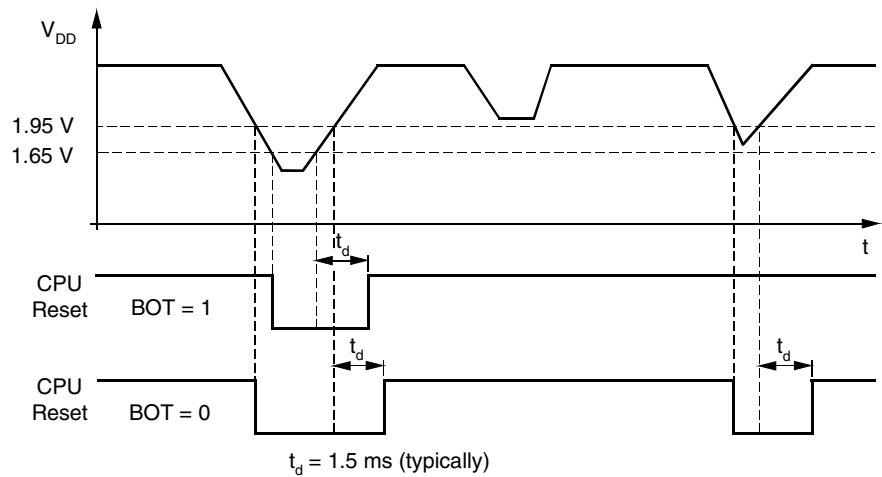 V_DD
1.95 V
1.65 V
t
t_d
CPU
Reset
BOT = 1
t_d
t_d
CPU
Reset
BOT = 0
t_d = 1.5 ms (typically)